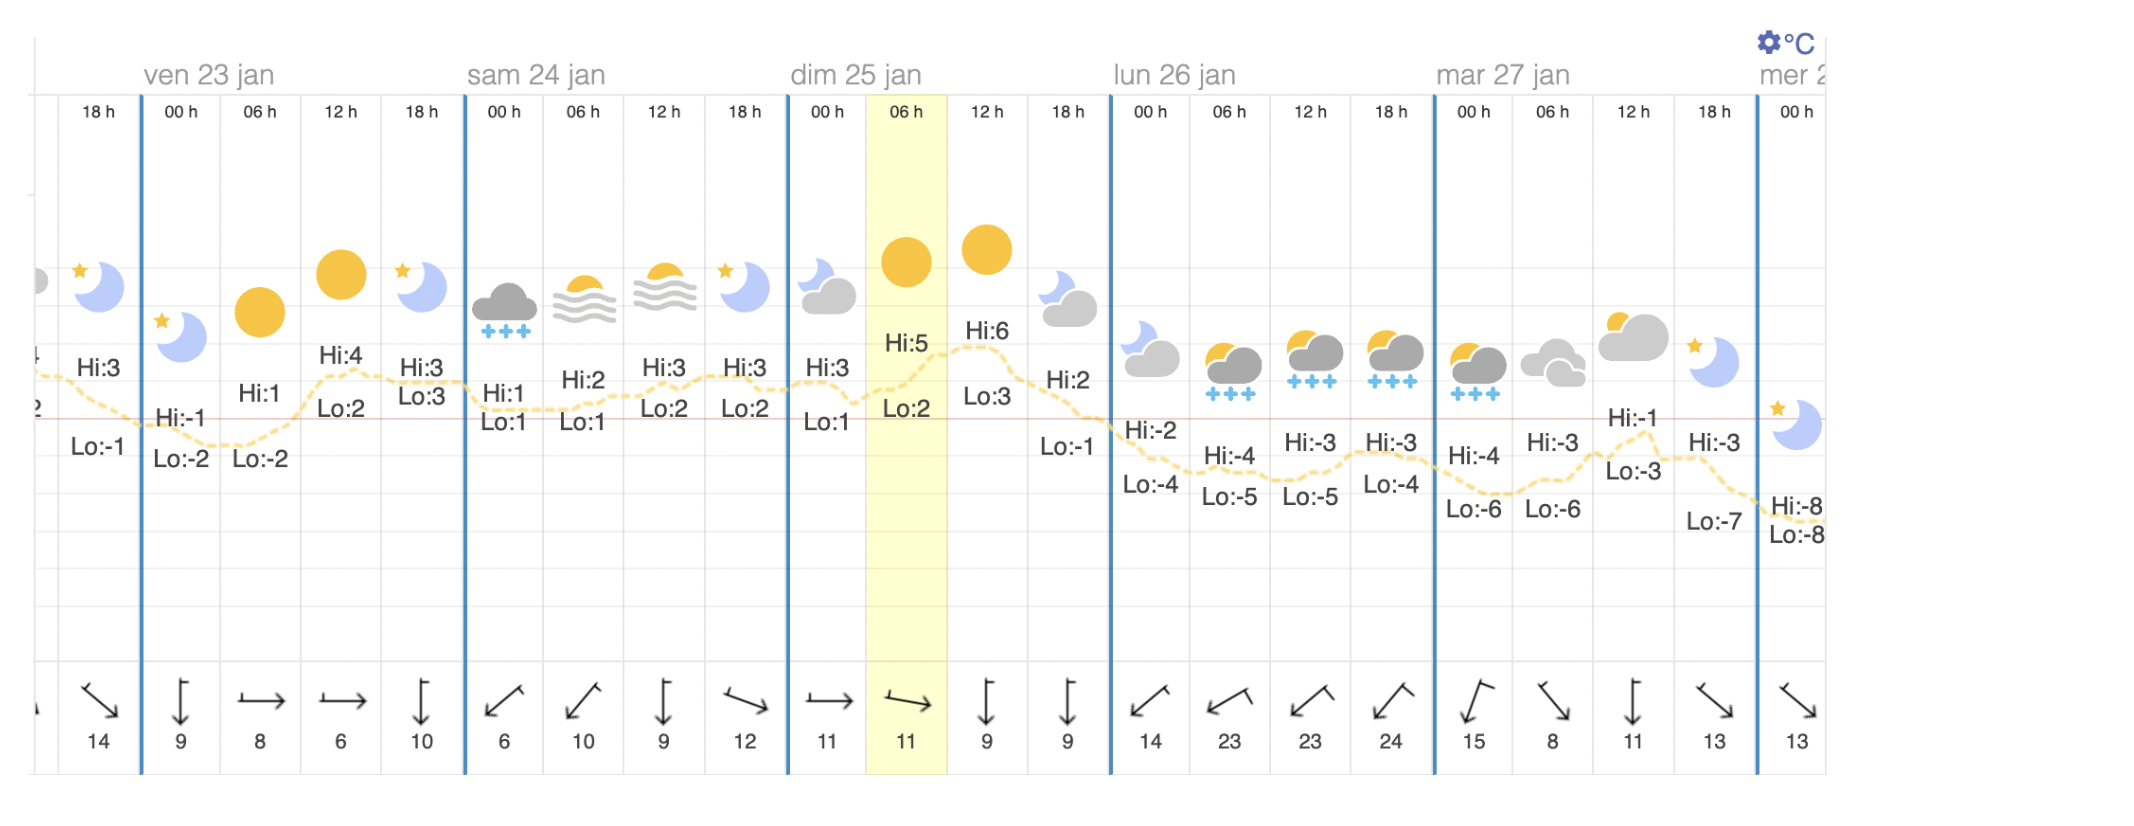 °C
ven 23 jan sam 24 jan dim 25 jan lun 26 jan mar 27 jan mer
18 h 00 h 06 h 12 h 18 h 00 h 06 h 12 h 18 h 00 h 06 h 12 h 18 h 00 h 06 h 12 h 18 h 00 h 06 h 12 h 18 h 00 h
Hi:3 Hi:-1 Hi:1 Hi:4 Hi:3 Hi:1 Hi:2 Hi:3 Hi:3 Hi:3 Hi:5 Hi:6 Hi:2 Hi:-2 Hi:-4 Hi:-3 Hi:-3 Hi:-4 Hi:-3 Hi:-1 Hi:-3 Hi:-8
Lo:-1 Lo:-2 Lo:-2 Lo:2 Lo:3 Lo:1 Lo:1 Lo:2 Lo:2 Lo:1 Lo:2 Lo:3 Lo:-1 Lo:-4 Lo:-5 Lo:-5 Lo:-4 Lo:-6 Lo:-6 Lo:-3 Lo:-7 Lo:-8
14 9 8 6 10 6 10 9 12 11 11 9 9 14 23 23 24 15 8 11 13 13